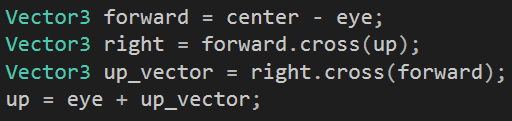 Vector3 forward = center - eye;
Vector3 right = forward.cross(up);
Vector3 up_vector = right.cross(forward);
up = eye + up_vector;